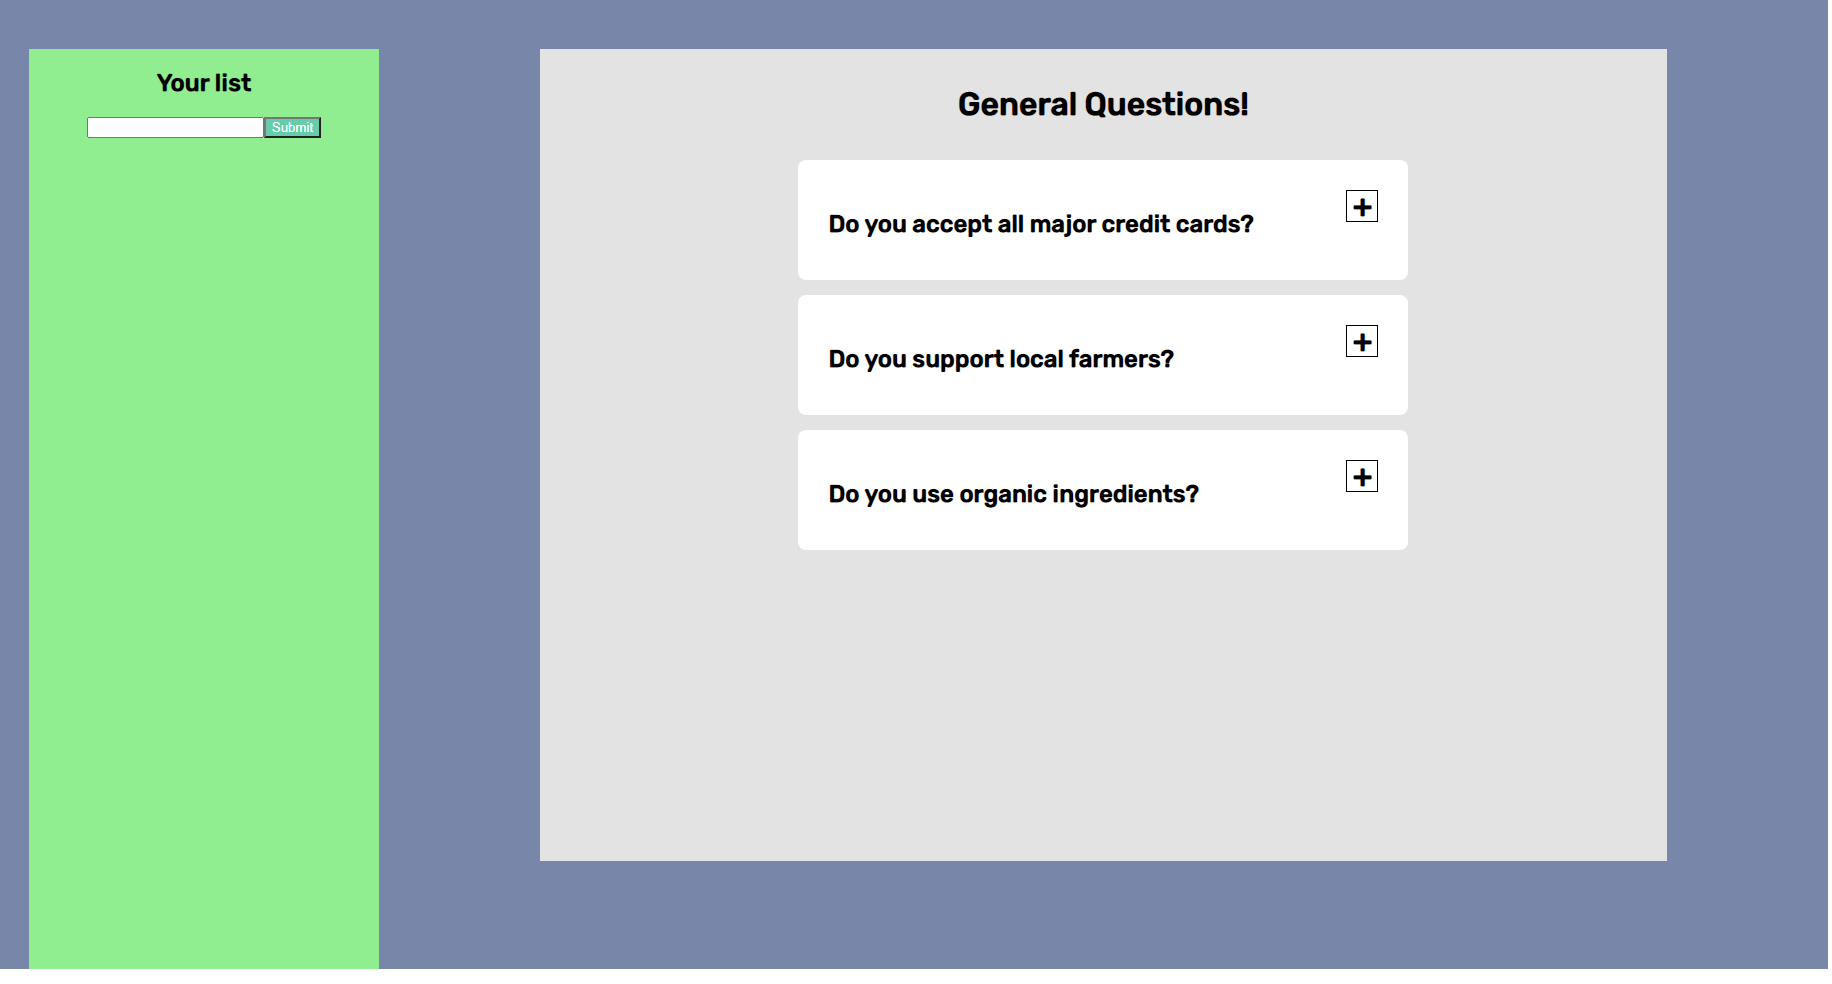 Your list
Submit
General Questions!
Do you accept all major credit cards?
Do you support local farmers?
Do you use organic ingredients?